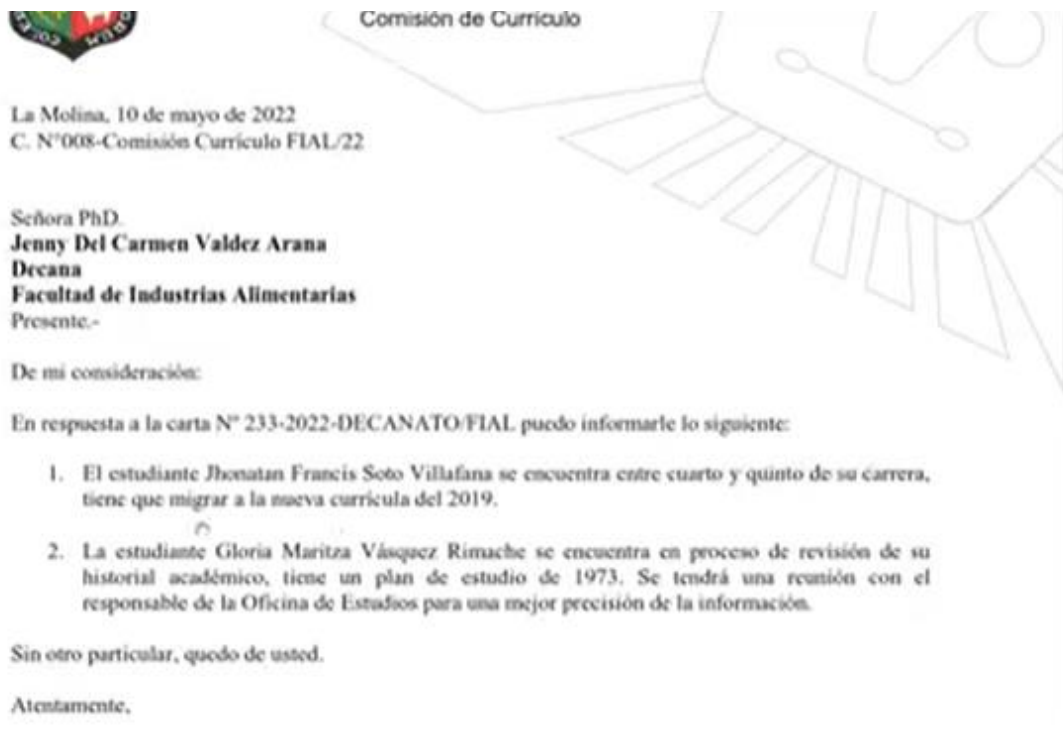 Comisión de Currículo
La Molina, 10 de mayo de 2022
C. N°008-Comisión Currículo FIAL/22
Señora PhD.
Jenny Del Carmen Valdez Arana
Decana
Facultad de Industrias Alimentarias
Presente.-
De mi consideración:
En respuesta a la carta N° 233-2022-DECANATO/FIAL puedo informarle lo siguiente:
1. El estudiante Jhonatan Francis Soto Villafana se encuentra entre cuarto y quinto de su carrera,
tiene que migrar a la nueva currícula del 2019.
2. La estudiante Gloria Maritza Vásquez Rimache se encuentra en proceso de revisión de su
historial académico, tiene un plan de estudio de 1973. Se tendrá una reunión con el
responsable de la Oficina de Estudios para una mejor precisión de la información.
Sin otro particular, quedo de usted.
Atentamente,